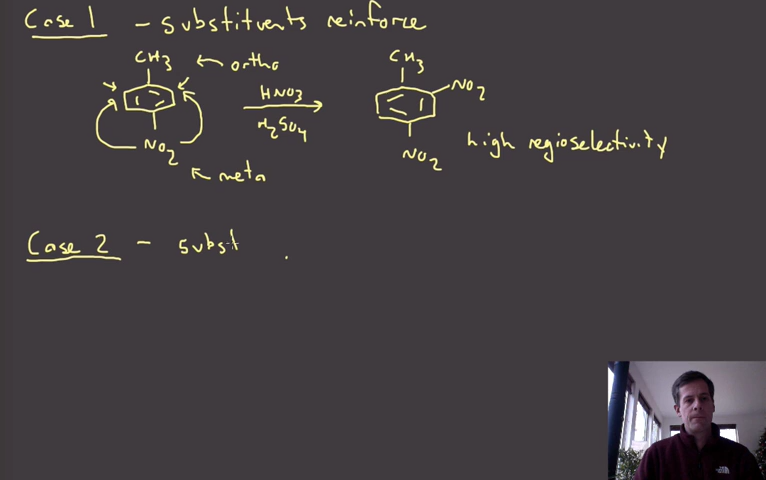 Case 1 - substituents reinforce
CH3 ← ortho
NO2
← meta
HNO3
H2SO4
CH3
NO2
NO2
high regioselectivity
Case 2 - subst